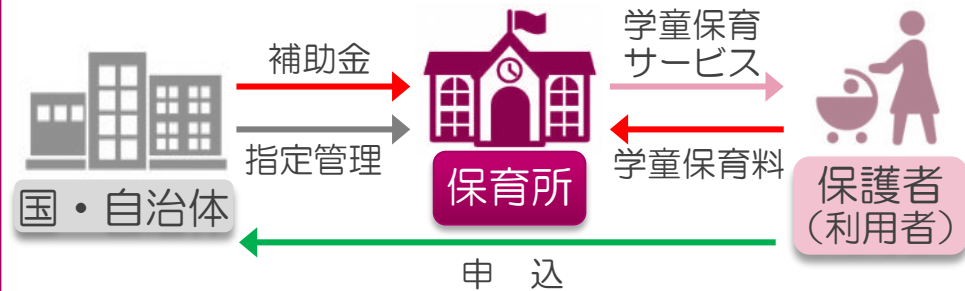 補助金
指定管理
国・自治体
保育所
学童保育
サービス
学童保育料
保護者
（利用者）
申　込